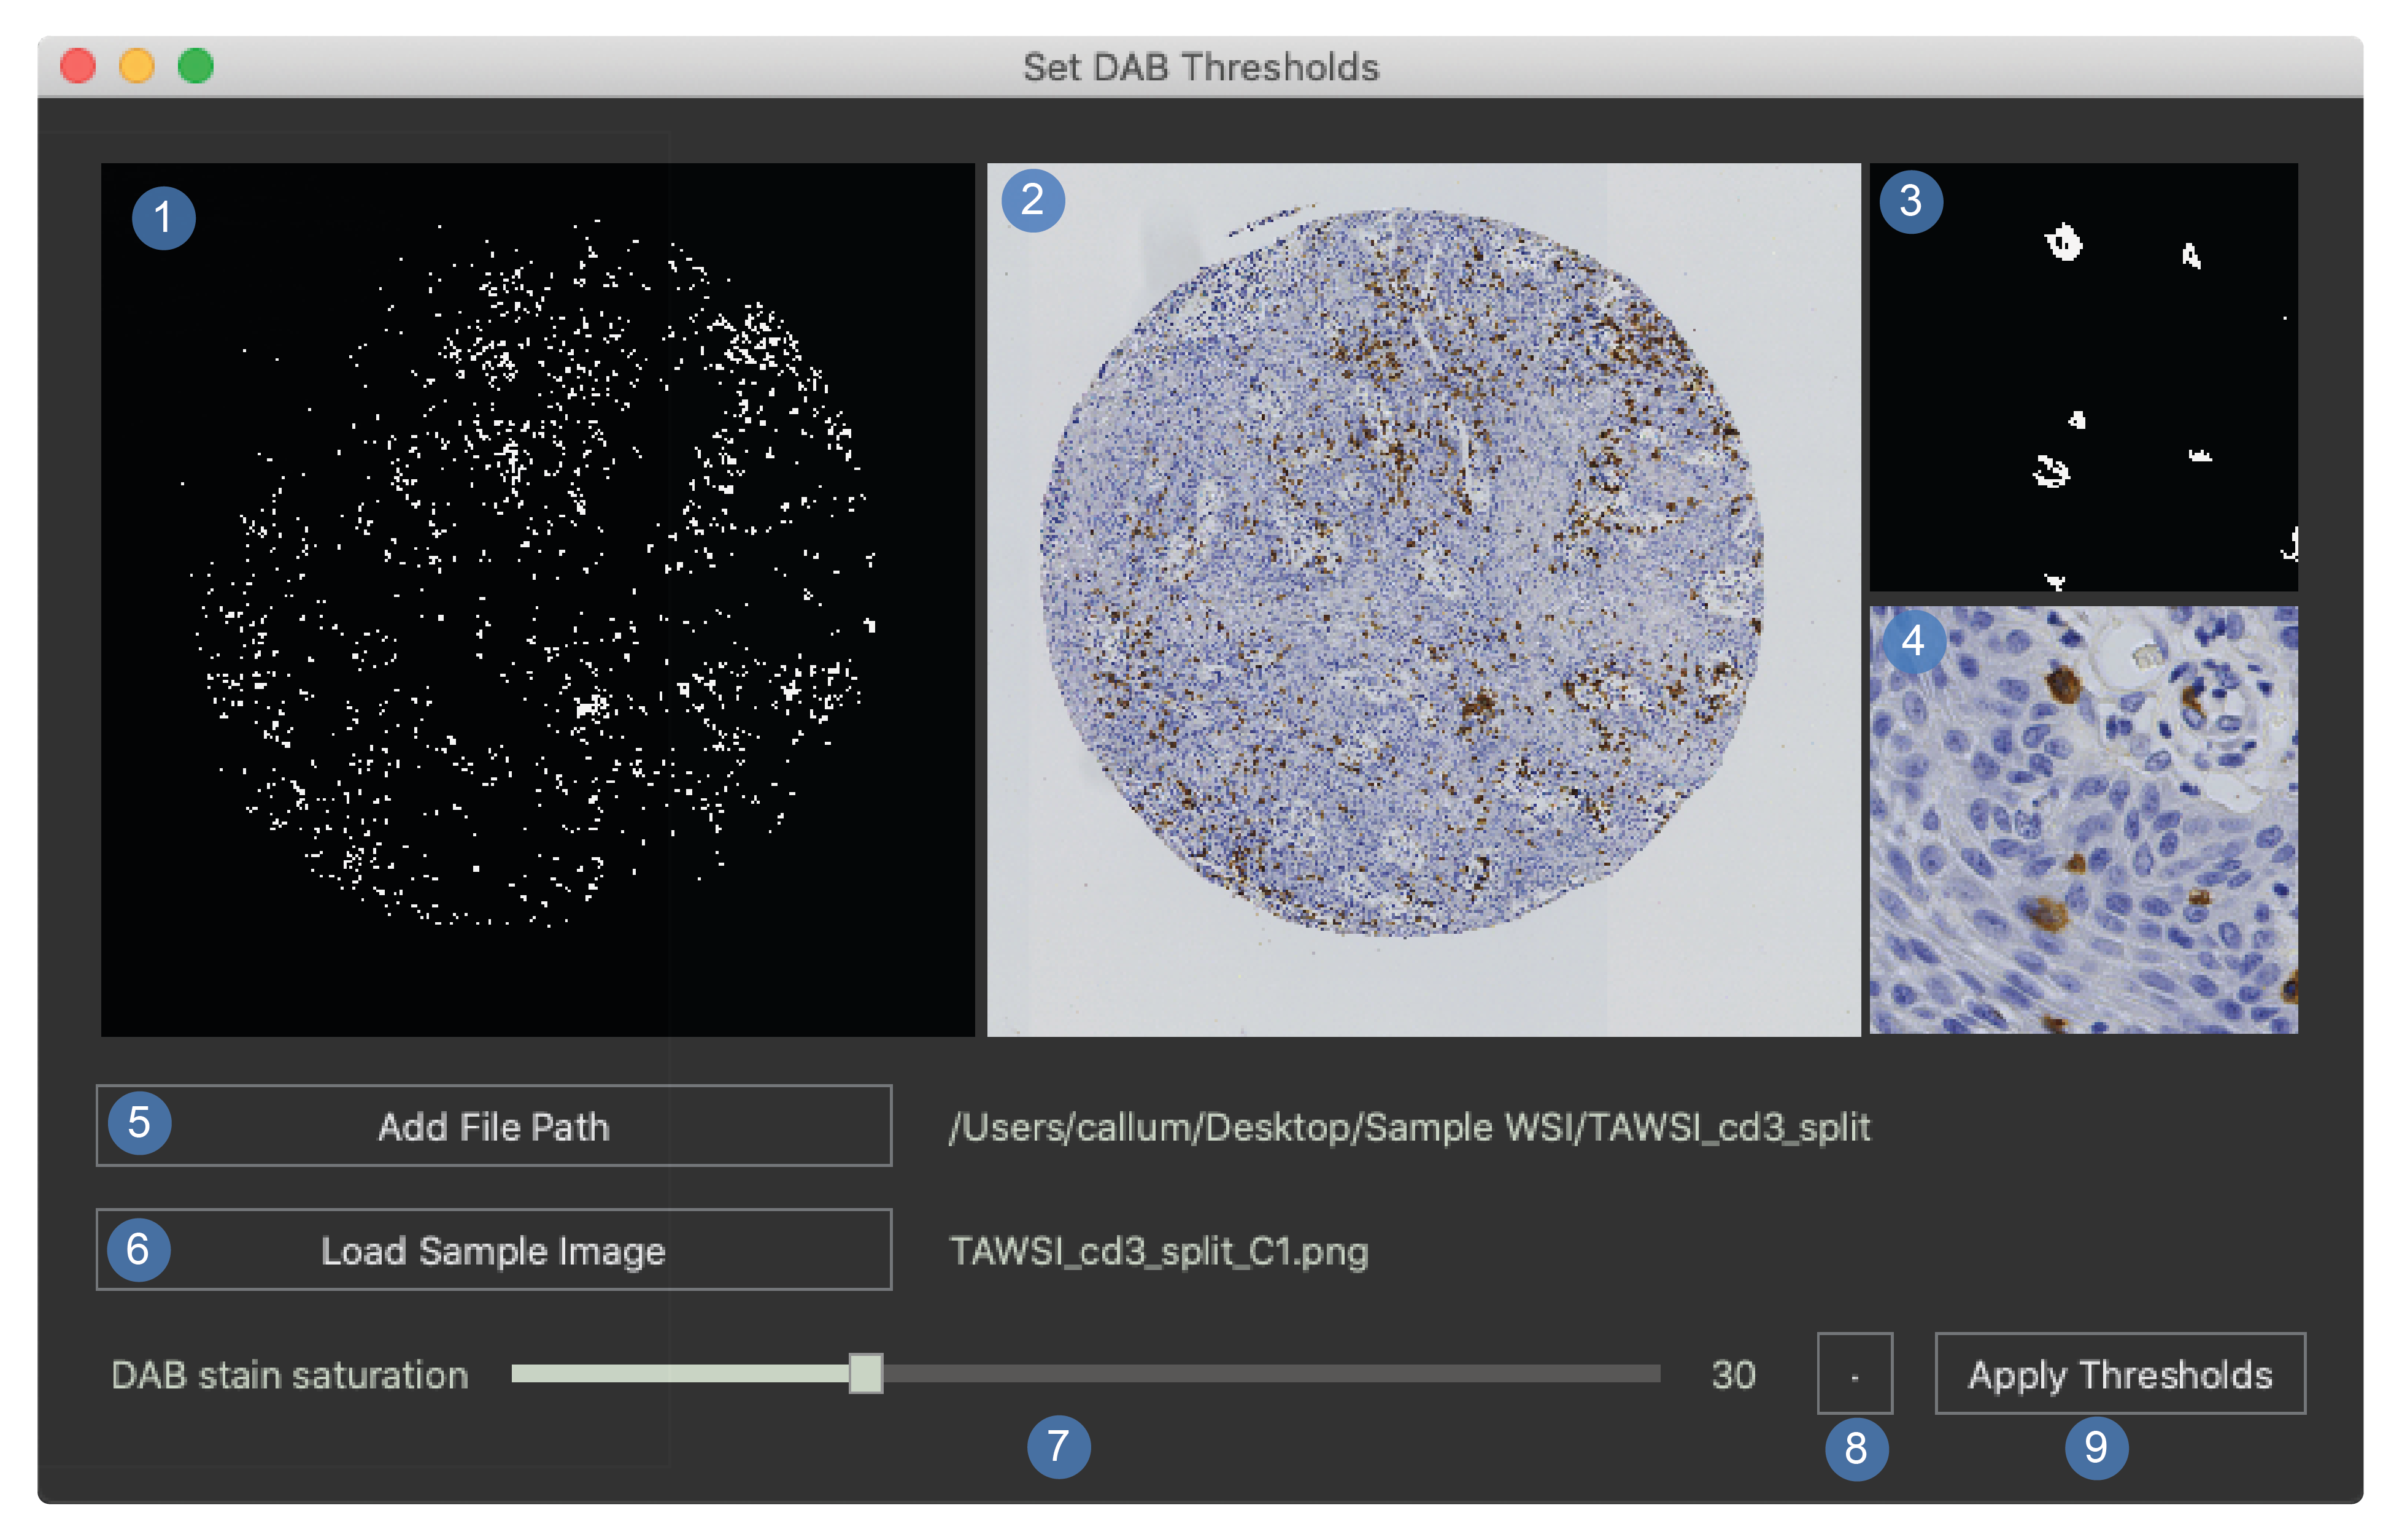 Set DAB Thresholds
1
2
3
4
5 Add File Path /Users/callum/Desktop/Sample WSI/TAWSI_cd3_split
6 Load Sample Image TAWSI_cd3_split_C1.png
DAB stain saturation 30 - Apply Thresholds
7 8 9